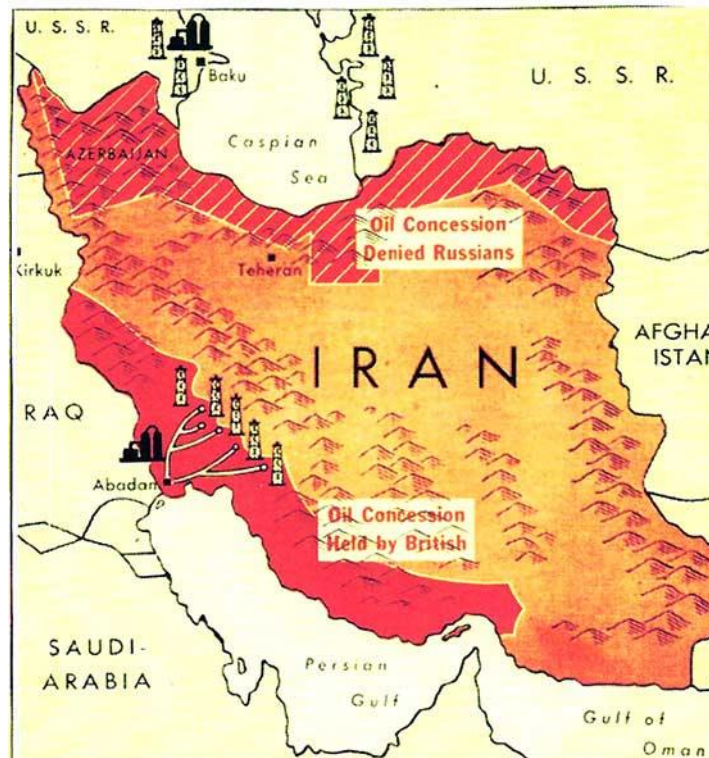 U. S. S. R.
Baku
U. S. S. R.
Caspian
Sea
AZERBAIJAN
Oil Concession
Denied Russians
Teheran
Kirkuk
IRAN
AFGHA
ISTAN
RAQ
Abadan
Oil Concession
Held by British
SAUDI-
ARABIA
Persian
Gulf
Gulf of
Oman